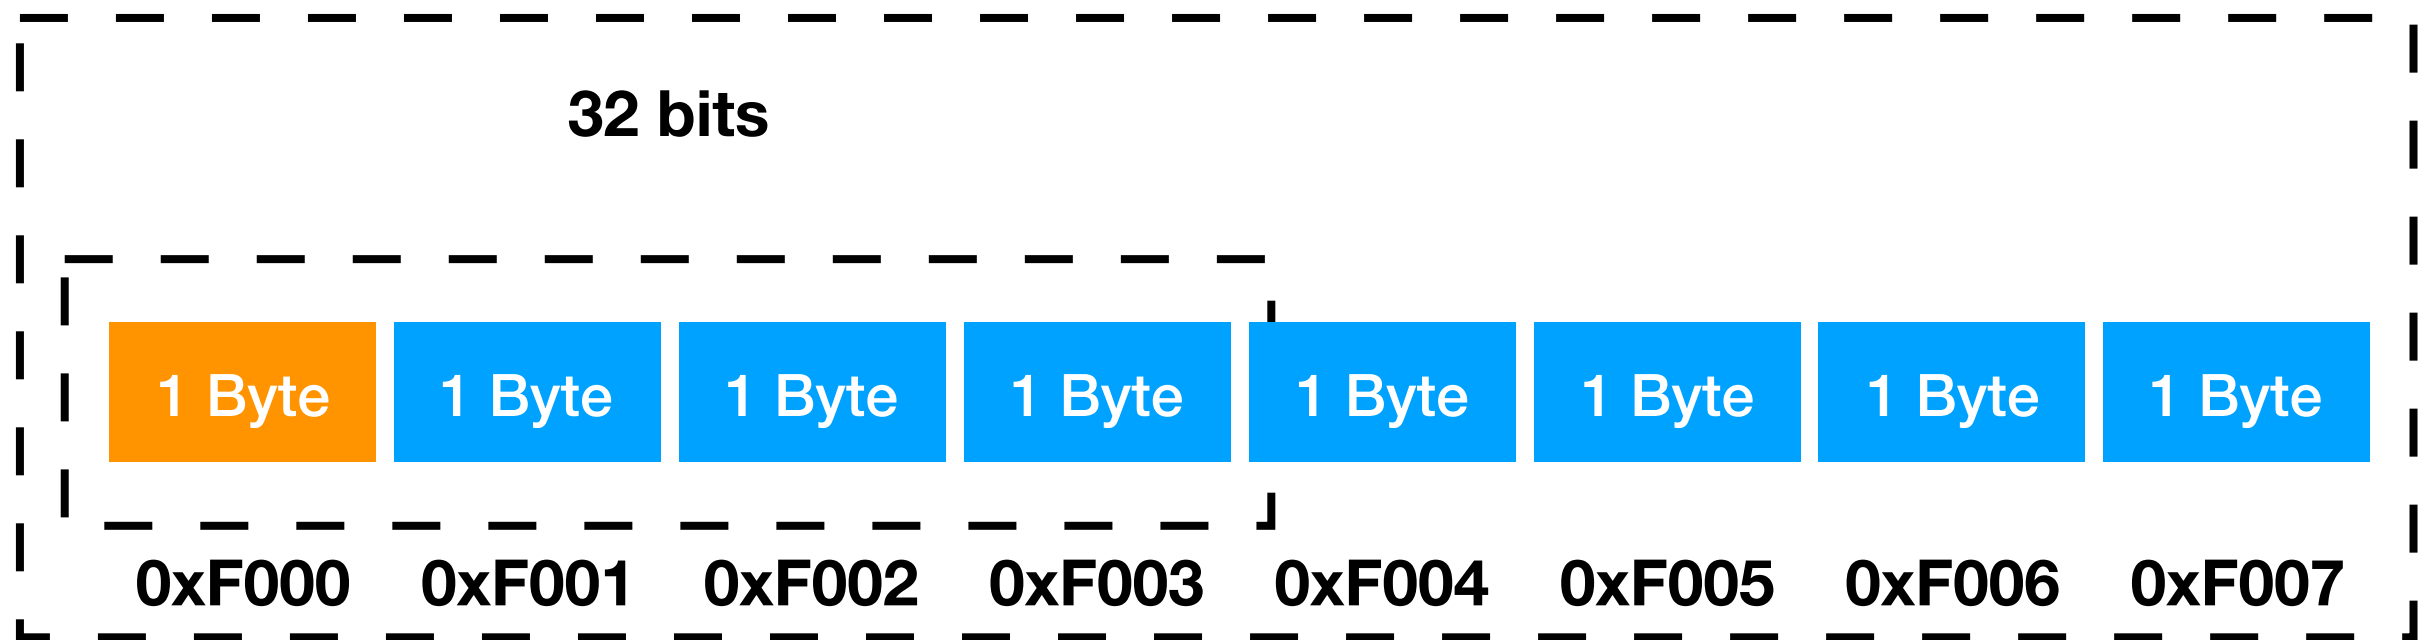 32 bits
1 Byte 1 Byte 1 Byte 1 Byte 1 Byte 1 Byte 1 Byte 1 Byte
0xF000 0xF001 0xF002 0xF003 0xF004 0xF005 0xF006 0xF007